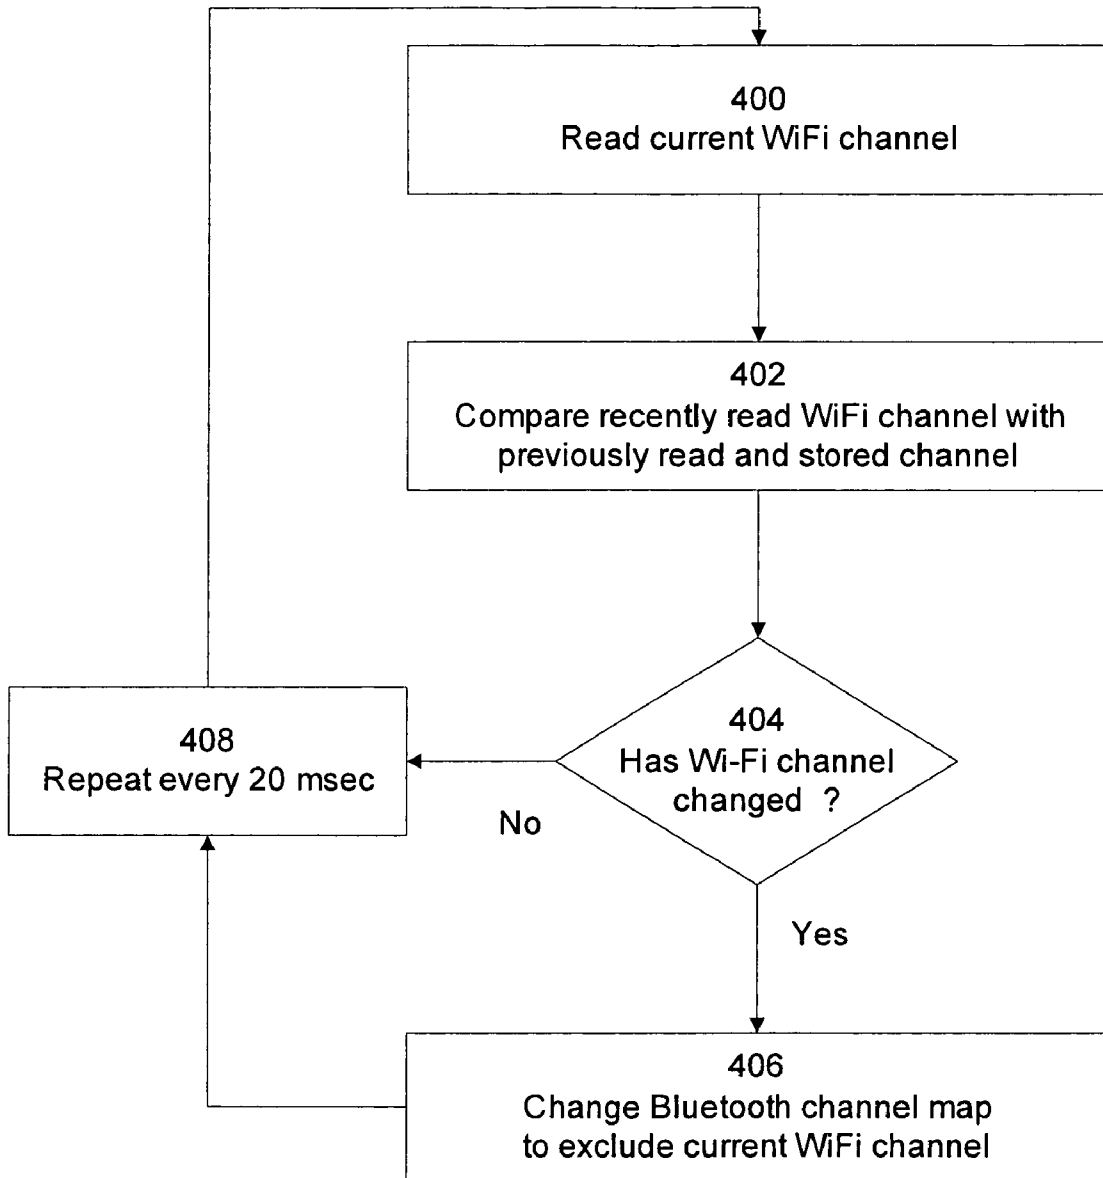 400
Read current WiFi channel
402
Compare recently read WiFi channel with
previously read and stored channel
404
Has Wi-Fi channel
changed ?
408
Repeat every 20 msec
No
Yes
406
Change Bluetooth channel map
to exclude current WiFi channel